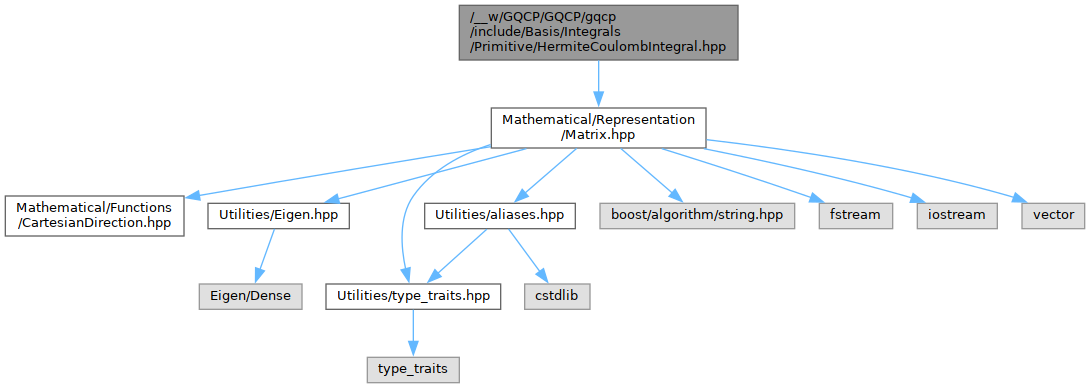 /__w/GQCP/GQCP/gqcp
/include/Basis/Integrals
/Primitive/HermiteCoulombIntegral.hpp
Mathematical/Representation
/Matrix.hpp
Mathematical/Functions
/CartesianDirection.hpp
Utilities/Eigen.hpp
Utilities/aliases.hpp
boost/algorithm/string.hpp
fstream
iostream
vector
Eigen/Dense
Utilities/type_traits.hpp
cstdlib
type_traits